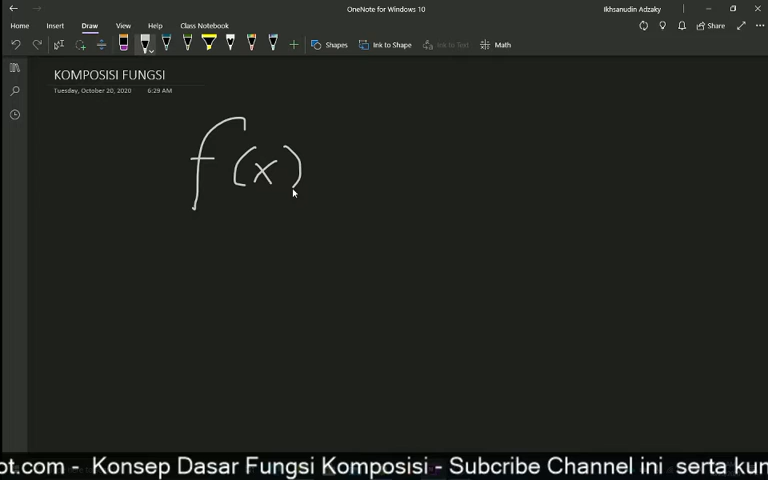 OneNote for Windows 10
Ikhsanudin Adzaky
Home Insert Draw View Help Class Notebook
Share
Shapes Ink to Shape Ink to Text Math
KOMPOSISI FUNGSI
Tuesday, October 20, 2020 6:29 AM
f(x)
ot.com - Konsep Dasar Fungsi Komposisi - Subcribe Channel ini serta kun